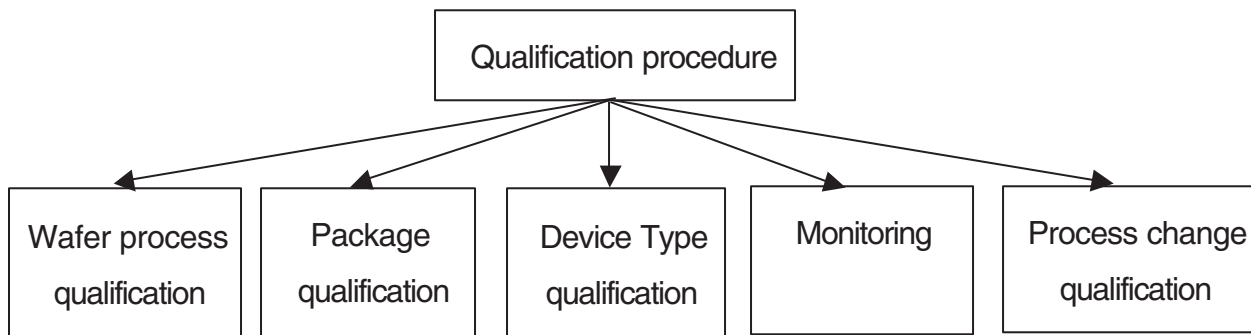 Qualification procedure
Wafer process
qualification
Package
qualification
Device Type
qualification
Monitoring
Process change
qualification